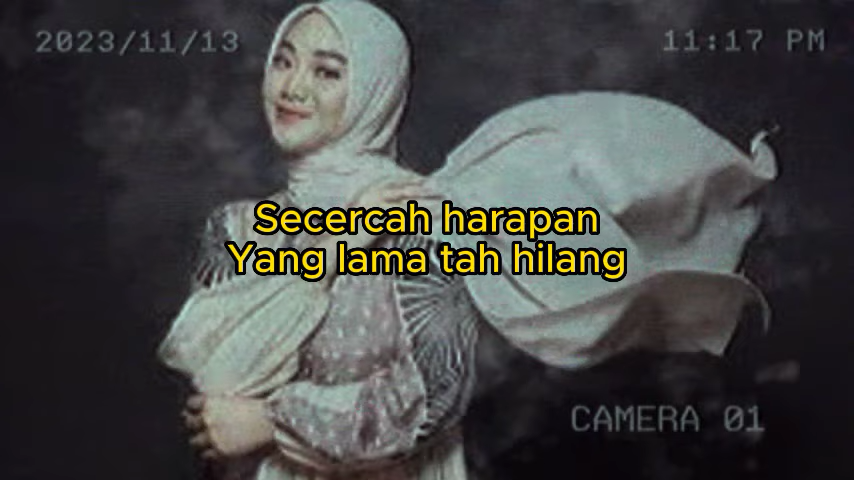 2023/11/13
11:17 PM
Secercah harapan
Yang lama tah hilang
CAMERA 01